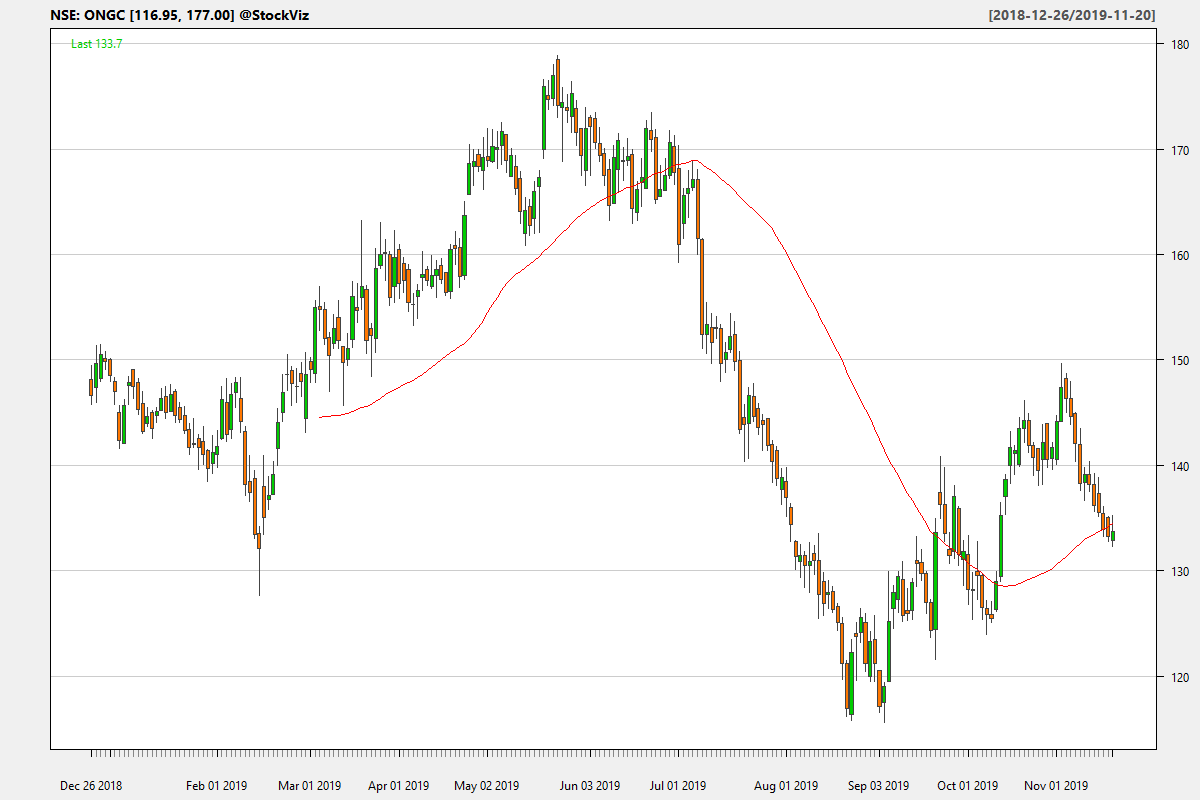 NSE: ONGC [116.95, 177.00] @StockViz [2018-12-26/2019-11-20]
Last 133.7
180
170
160
150
140
130
120
Dec 26 2018 Feb 01 2019 Mar 01 2019 Apr 01 2019 May 02 2019 Jun 03 2019 Jul 01 2019 Aug 01 2019 Sep 03 2019 Oct 01 2019 Nov 01 2019